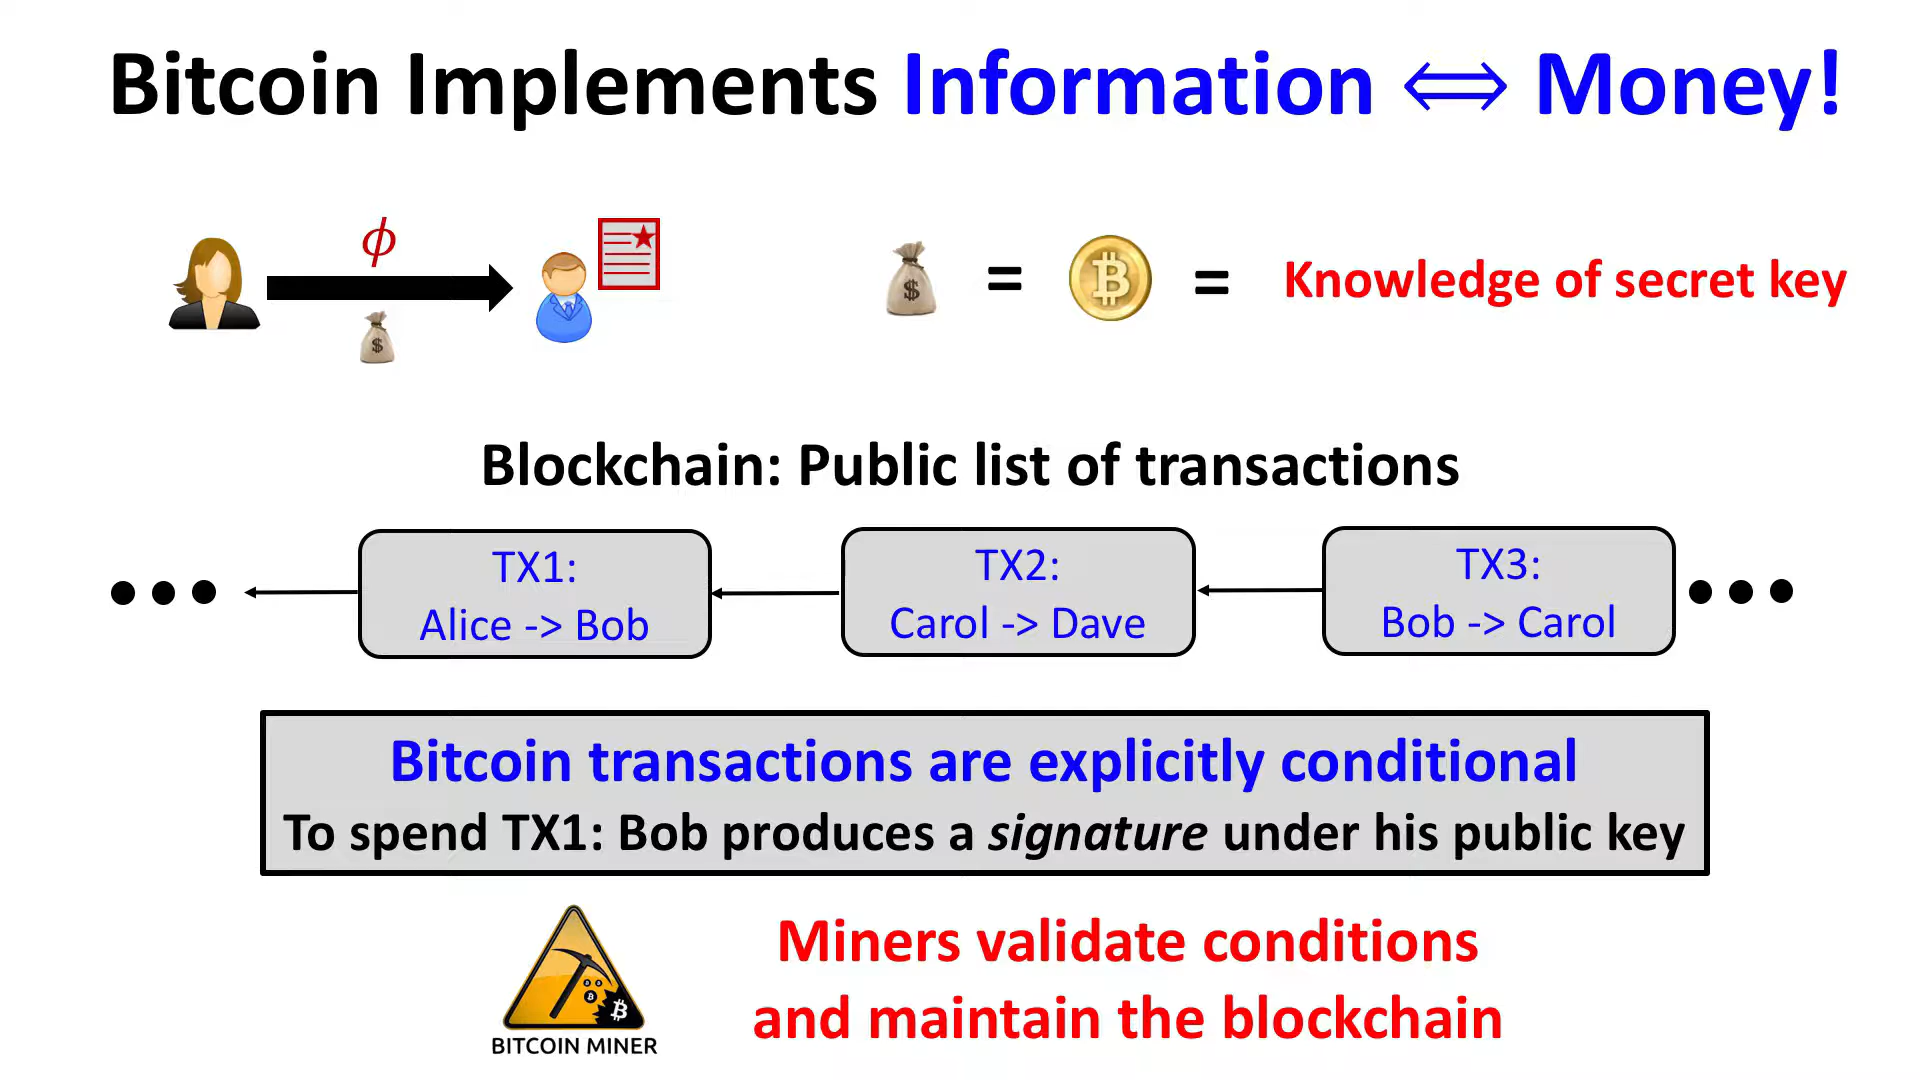 Bitcoin Implements Information ⟺ Money!
ϕ
$
$
=
=
Knowledge of secret key
Blockchain: Public list of transactions
TX1:
Alice -> Bob
TX2:
Carol -> Dave
TX3:
Bob -> Carol
Bitcoin transactions are explicitly conditional
To spend TX1: Bob produces a signature under his public key
Miners validate conditions
and maintain the blockchain
BITCOIN MINER